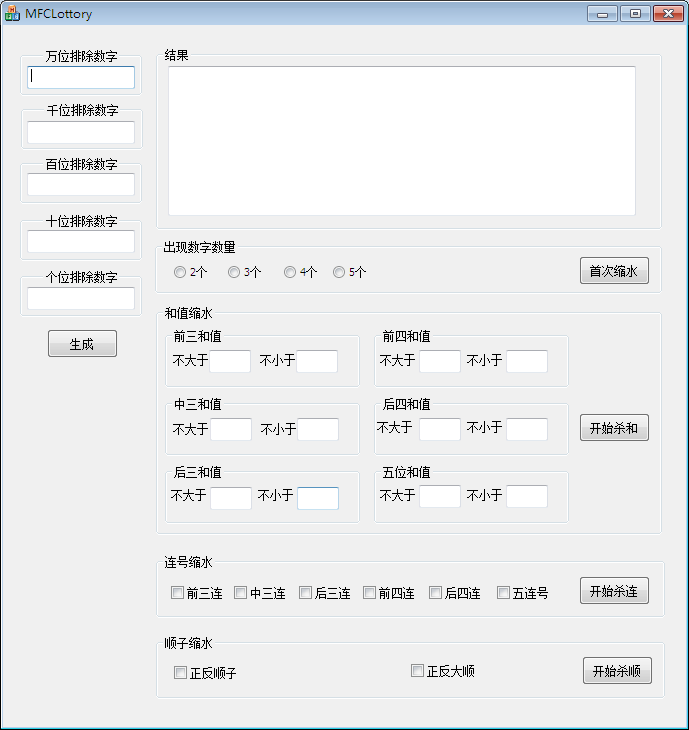 MFCLottory
万位排除数字
千位排除数字
百位排除数字
十位排除数字
个位排除数字
生成
结果
出现数字数量
2个 3个 4个 5个
首次缩水
和值缩水
前三和值
不大于 不小于
前四和值
不大于 不小于
中三和值
不大于 不小于
后四和值
不大于 不小于
后三和值
不大于 不小于
五位和值
不大于 不小于
开始杀和
连号缩水
前三连 中三连 后三连 前四连 后四连 五连号
开始杀连
顺子缩水
正反顺子 正反大顺
开始杀顺